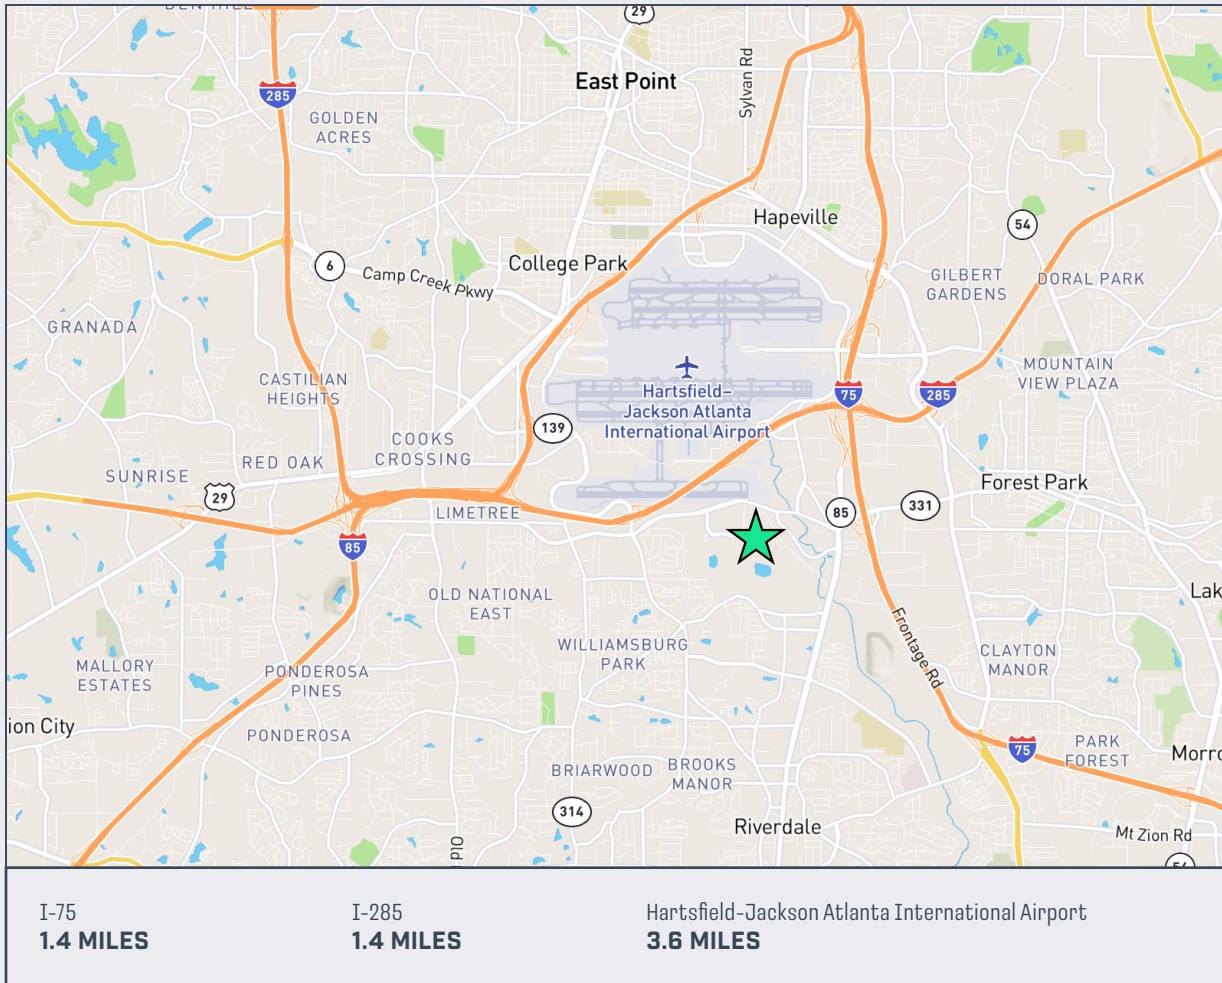 BEN HILL
29
East Point
Sylvan Rd
285
GOLDEN
ACRES
Hapeville
54
6
Camp Creek Pkwy
College Park
GILBERT
GARDENS
DORAL PARK
GRANADA
MOUNTAIN
VIEW PLAZA
CASTILIAN
HEIGHTS
Hartsfield–
Jackson Atlanta
International Airport
75
285
139
COOKS
CROSSING
RED OAK
SUNRISE
29
Forest Park
LIMETREE
85
331
85
Lak
OLD NATIONAL
EAST
Frontage Rd
WILLIAMSBURG
PARK
CLAYTON
MANOR
MALLORY
ESTATES
PONDEROSA
PINES
ion City
PONDEROSA
75
PARK
FOREST
Morro
BRIARWOOD
BROOKS
MANOR
314
Riverdale
Mt Zion Rd
Old
54
I-75
1.4 MILES
I-285
1.4 MILES
Hartsfield-Jackson Atlanta International Airport
3.6 MILES